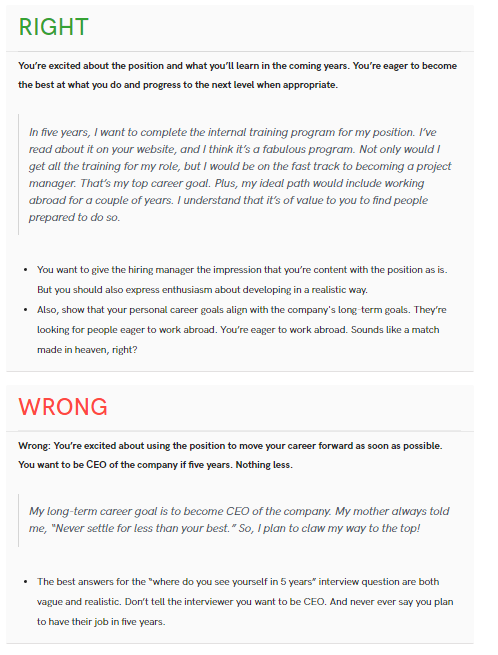 RIGHT
You're excited about the position and what you'll learn in the coming years. You're eager to become
the best at what you do and progress to the next level when appropriate.
In five years, I want to complete the internal training program for my position. I've
read about it on your website, and I think it's a fabulous program. Not only would I
get all the training for my role, but I would be on the fast track to becoming a project
manager. That's my top career goal. Plus, my ideal path would include working
abroad for a couple of years. I understand that it's of value to you to find people
prepared to do so.
• You want to give the hiring manager the impression that you're content with the position as is.
But you should also express enthusiasm about developing in a realistic way.
• Also, show that your personal career goals align with the company's long-term goals. They're
looking for people eager to work abroad. You're eager to work abroad. Sounds like a match
made in heaven, right?
WRONG
Wrong: You're excited about using the position to move your career forward as soon as possible.
You want to be CEO of the company if five years. Nothing less.
My long-term career goal is to become CEO of the company. My mother always told
me, "Never settle for less than your best." So, I plan to claw my way to the top!
• The best answers for the "where do you see yourself in 5 years" interview question are both
vague and realistic. Don't tell the interviewer you want to be CEO. And never ever say you plan
to have their job in five years.